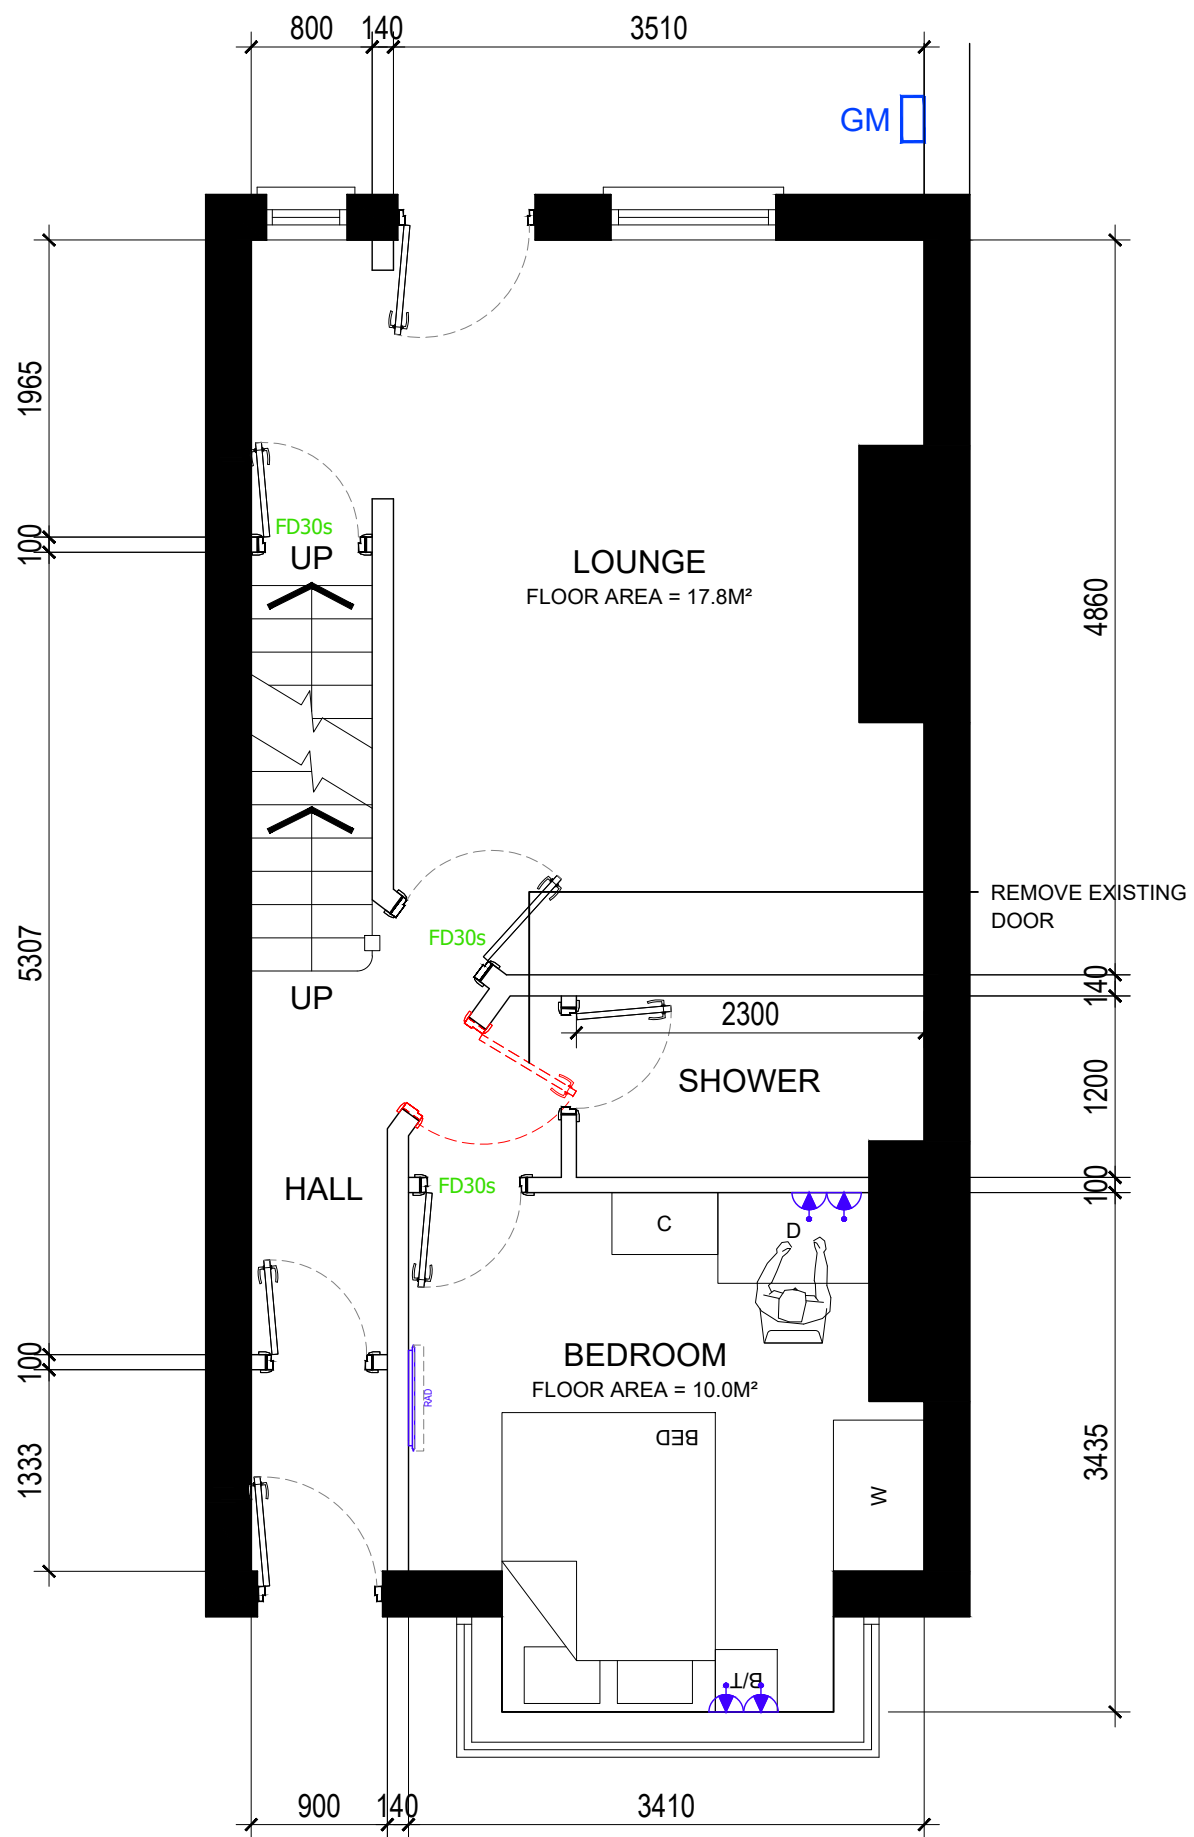 800
140
3510
GM
1965
100
FD30s
UP
LOUNGE
FLOOR AREA = 17.8M²
4860
REMOVE EXISTING
DOOR
5307
FD30s
UP
140
2300
SHOWER
1200
HALL
FD30s
100
C
D
100
BEDROOM
FLOOR AREA = 10.0M²
RAD
BED
1333
3435
W
B/T
900
140
3410